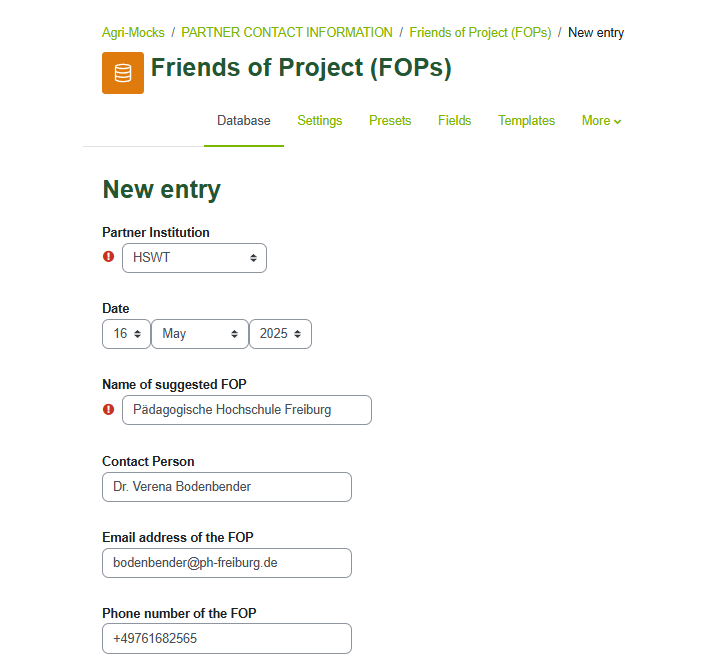 Agri-Mocks / PARTNER CONTACT INFORMATION / Friends of Project (FOPs) / New entry
Friends of Project (FOPs)
Database Settings Presets Fields Templates More
New entry
Partner Institution
HSWT
Date
16 May 2025
Name of suggested FOP
Pädagogische Hochschule Freiburg
Contact Person
Dr. Verena Bodenbender
Email address of the FOP
bodenbender@ph-freiburg.de
Phone number of the FOP
+49761682565